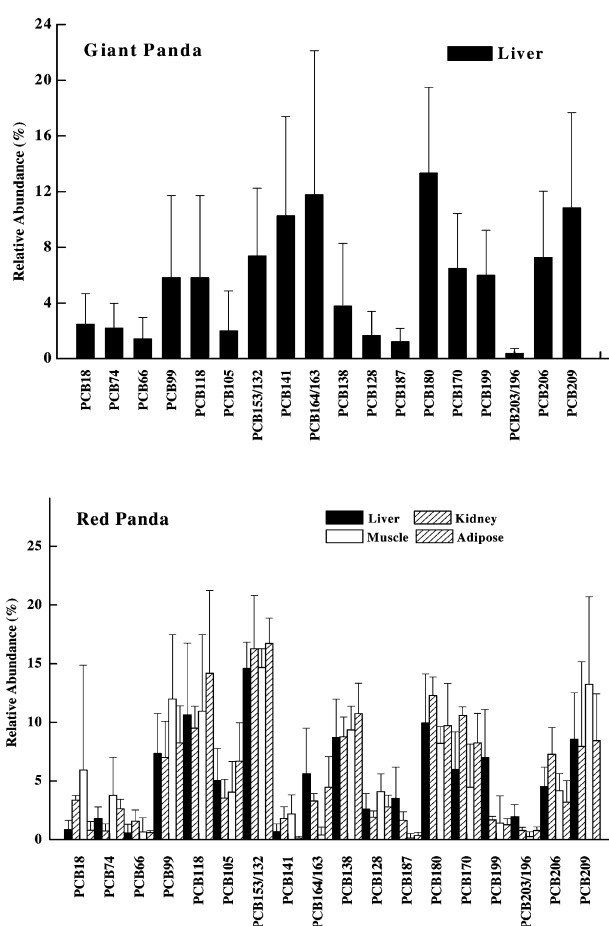 24
Giant Panda
Liver
20
16
12
8
4
0
Relative Abundance (%)
PCB18
PCB74
PCB66
PCB99
PCB118
PCB105
PCB153/132
PCB141
PCB164/163
PCB138
PCB128
PCB187
PCB180
PCB170
PCB199
PCB203/196
PCB206
PCB209
Red Panda
Liver
Kidney
Muscle
Adipose
25
20
15
10
5
0
Relative Abundance (%)
PCB18
PCB74
PCB66
PCB99
PCB118
PCB105
PCB153/132
PCB141
PCB164/163
PCB138
PCB128
PCB187
PCB180
PCB170
PCB199
PCB203/196
PCB206
PCB209